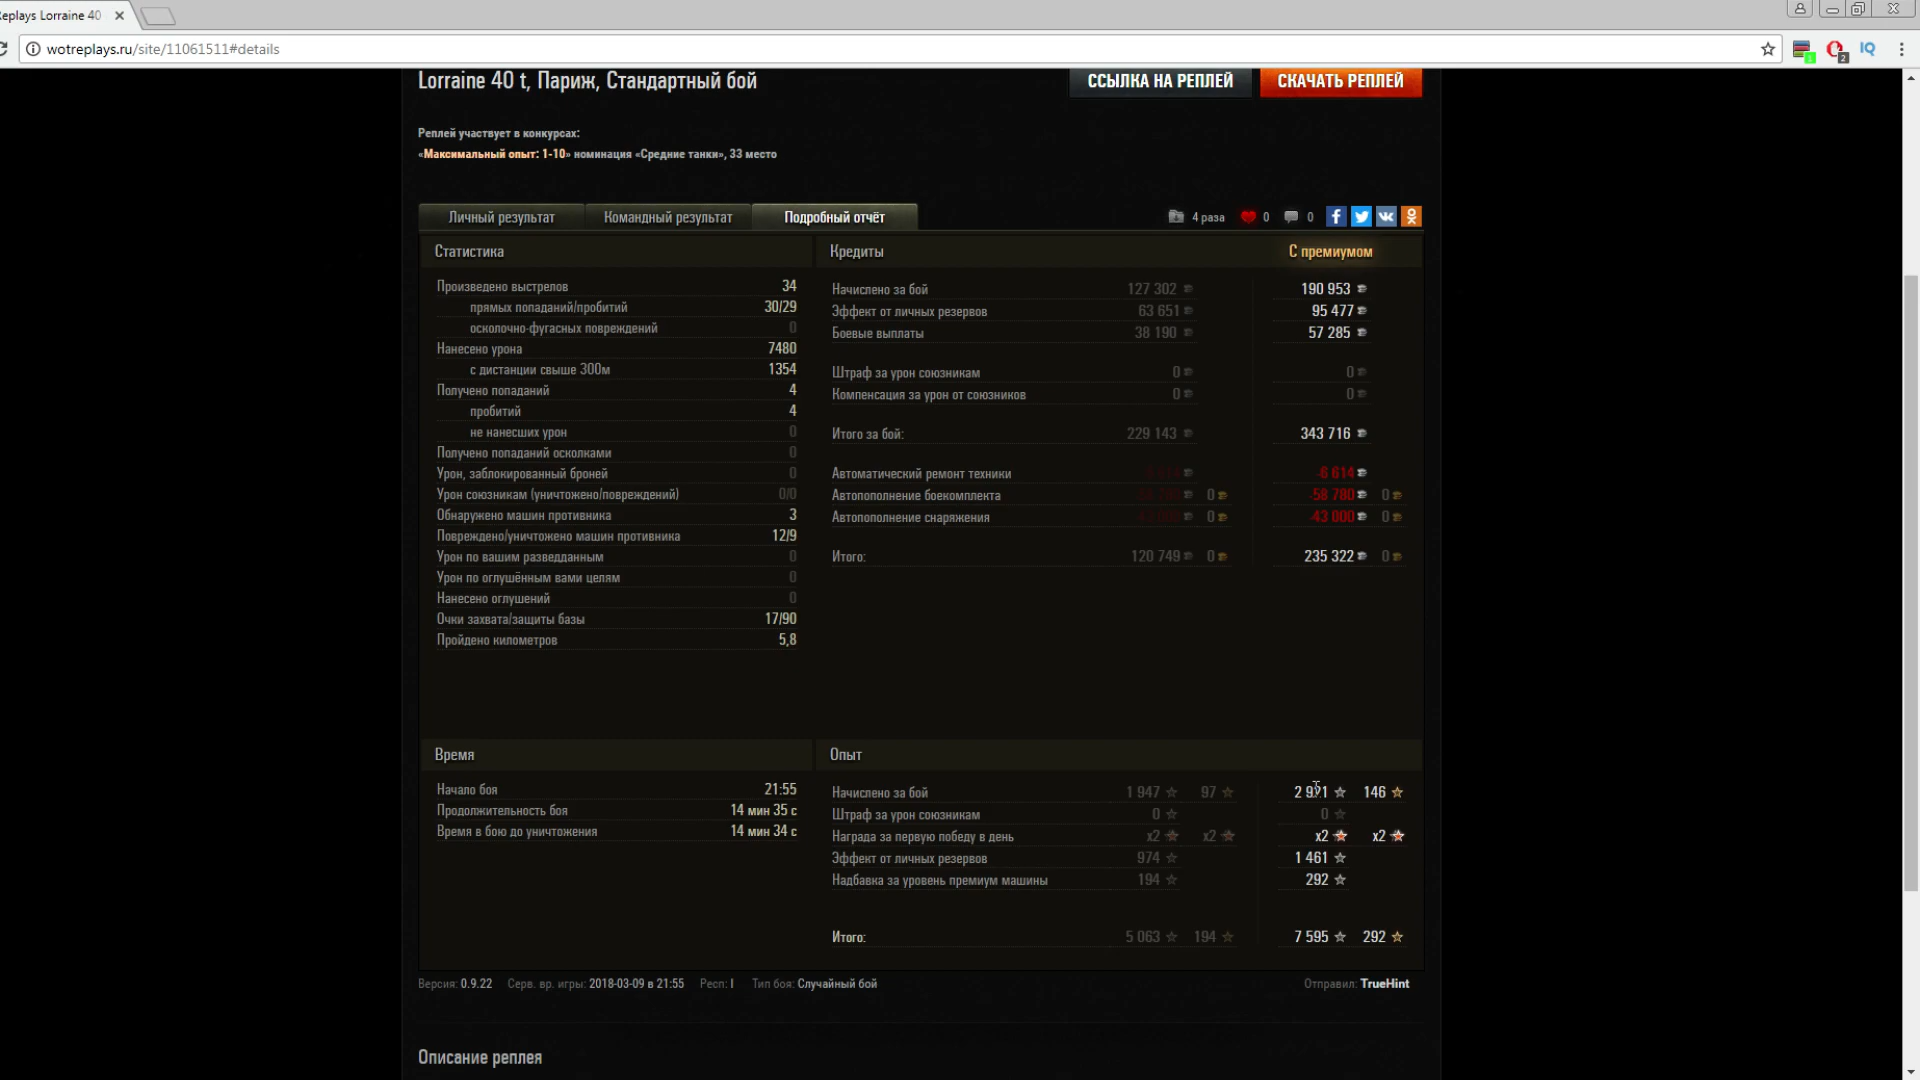 eplays Lorraine 40
wotreplays.ru/site/11061511#details
Lorraine 40 t, Париж, Стандартный бой
ССЫЛКА НА РЕПЛЕЙ
СКАЧАТЬ РЕПЛЕЙ
Реплей участвует в конкурсах:
«Максимальный опыт: 1-10» номинация «Средние танки», 33 место
Личный результат
Командный результат
Подробный отчёт
4 раза
0
0
Статистика
Произведено выстрелов 34
прямых попаданий/пробитий 30/29
осколочно-фугасных повреждений 0
Нанесено урона 7480
с дистанции свыше 300м 1354
Получено попаданий 4
пробитий 4
не нанесших урон 0
Получено попаданий осколками 0
Урон, заблокированный броней 0
Урон союзникам (уничтожено/повреждений) 0/0
Обнаружено машин противника 3
Повреждено/уничтожено машин противника 12/9
Урон по вашим разведданным 0
Урон по оглушённым вами целям 0
Нанесено оглушений 0
Очки захвата/защиты базы 17/90
Пройдено километров 5,8
Кредиты С премиумом
Начислено за бой 127 302 190 953
Эффект от личных резервов 63 651 95 477
Боевые выплаты 38 190 57 285
Штраф за урон союзникам 0 0
Компенсация за урон от союзников 0 0
Итого за бой: 229 143 343 716
Автоматический ремонт техники -6 614
Автопополнение боекомплекта 0 -58 780 0
Автопополнение снаряжения 0 -43 000 0
Итого: 120 749 0 235 322 0
Время
Начало боя 21:55
Продолжительность боя 14 мин 35 с
Время в бою до уничтожения 14 мин 34 с
Опыт
Начислено за бой 1 947 97 146
Штраф за урон союзникам 0 0
Награда за первую победу в день x2 x2 x2 x2
Эффект от личных резервов 974 1 461
Надбавка за уровень премиум машины 194 292
Итого: 5 063 194 7 595 292
Версия: 0.9.22 Серв. вр. игры: 2018-03-09 в 21:55 Респ: I Тип боя: Случайный бой Отправил: TrueHint
Описание реплея